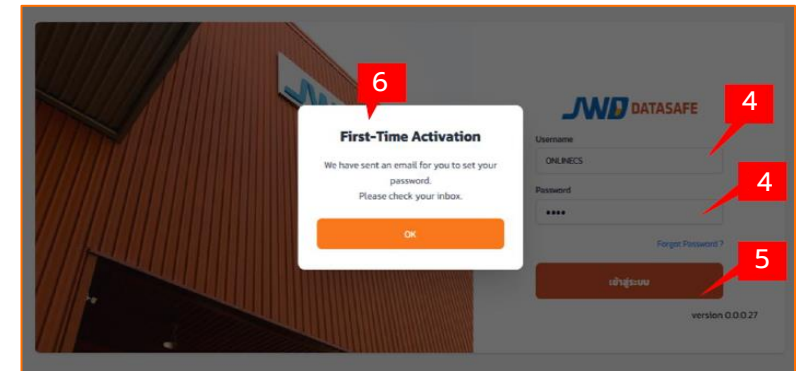 6
First-Time Activation
We have sent an email for you to set your
password.
Please check your inbox.
OK
JWD DATASAFE
4
Username
ONLINECS
4
Password
Forgot Password ?
5
เข้าสู่ระบบ
version 0.0.0.27